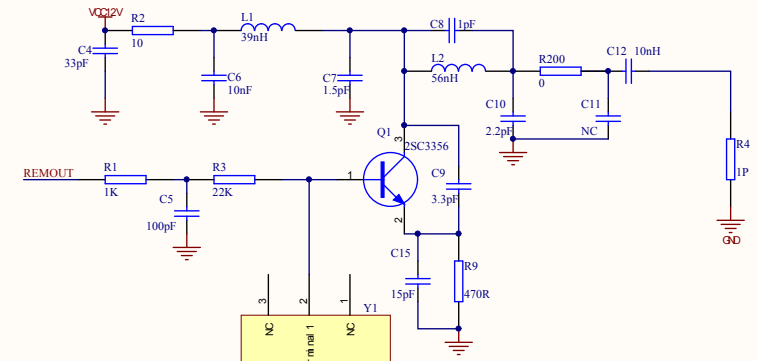 VCC12V
R2
10
L1
39nH
C8
1pF
C4
33pF
C6
10nF
C7
1.5pF
L2
56nH
R200
0
C12
10nH
C10
2.2pF
C11
NC
Q1
3
2SC3356
R4
1P
REMOUT
R1
1K
R3
22K
1
C9
3.3pF
C5
100pF
2
GND
C15
15pF
R9
470R
3
2
1
Y1
NC
NC